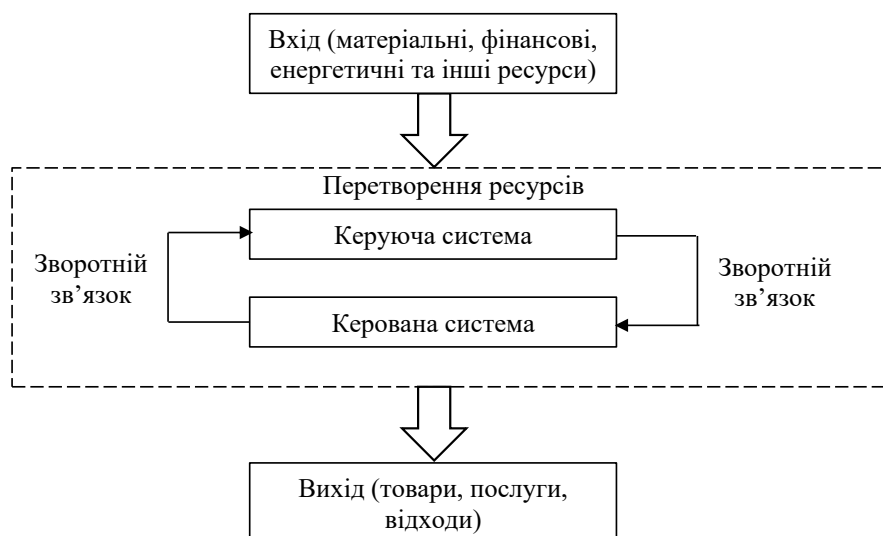 Вхід (матеріальні, фінансові,
енергетичні та інші ресурси)
Перетворення ресурсів
Керуюча система
Зворотній
зв’язок
Зворотній
зв’язок
Керована система
Вихід (товари, послуги,
відходи)